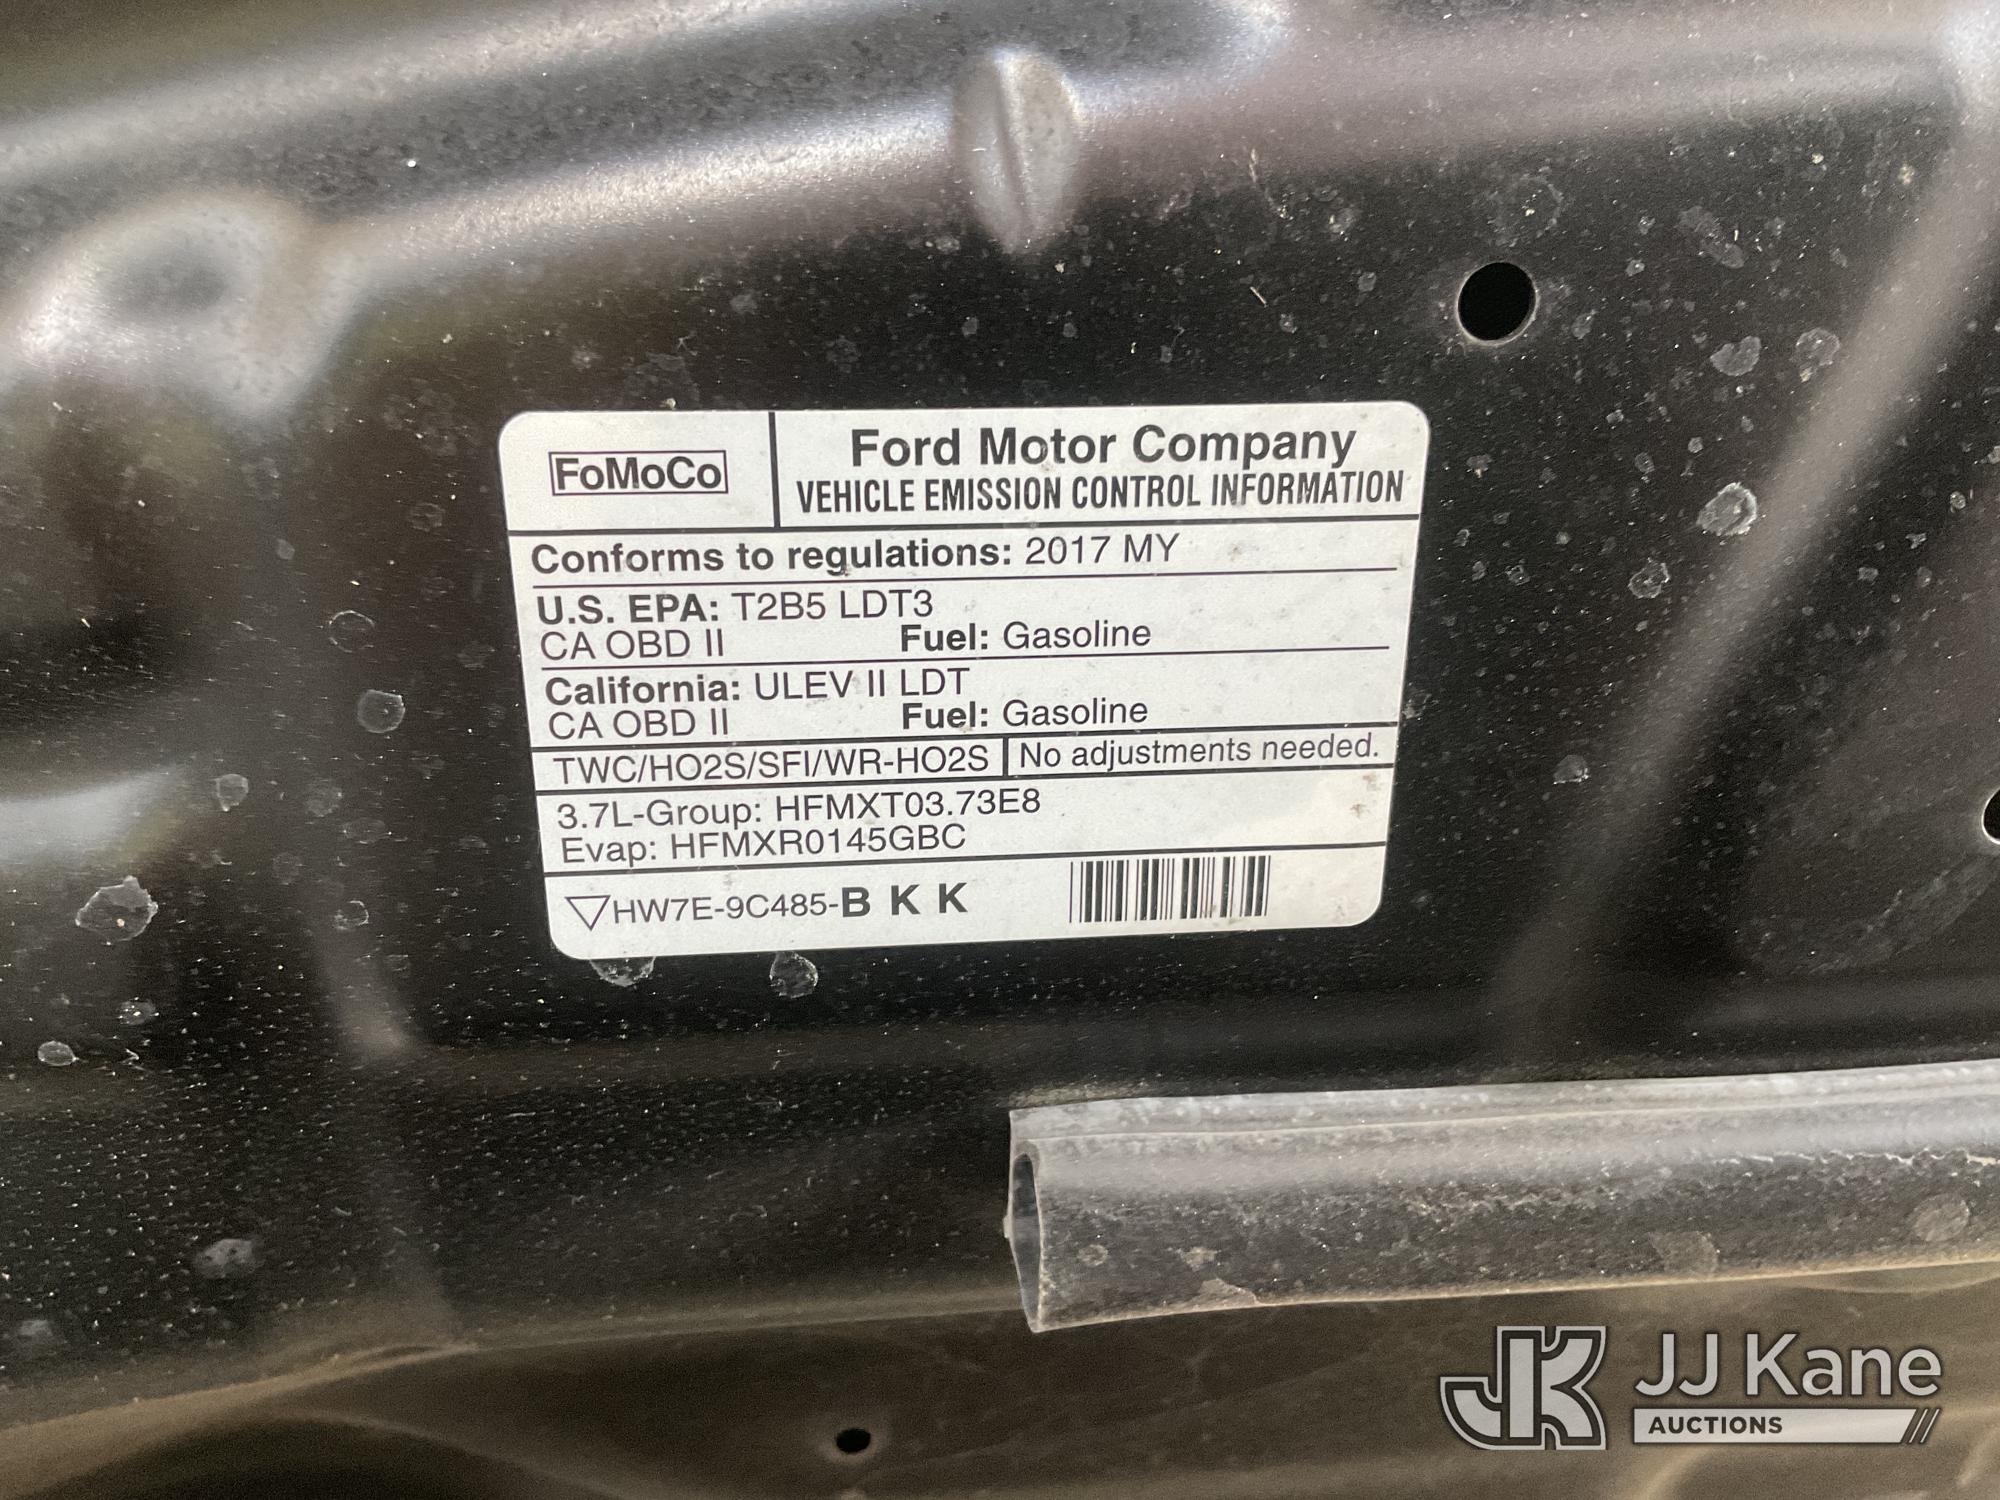 FoMoCo
Ford Motor Company
VEHICLE EMISSION CONTROL INFORMATION
Conforms to regulations: 2017 MY
U.S. EPA: T2B5 LDT3
CA OBD II Fuel: Gasoline
California: ULEV II LDT
CA OBD II Fuel: Gasoline
TWC/HO2S/SFI/WR-HO2S No adjustments needed.
3.7L-Group: HFMXT03.73E8
Evap: HFMXR0145GBC
HW7E-9C485-B K K
JK JJ Kane
AUCTIONS